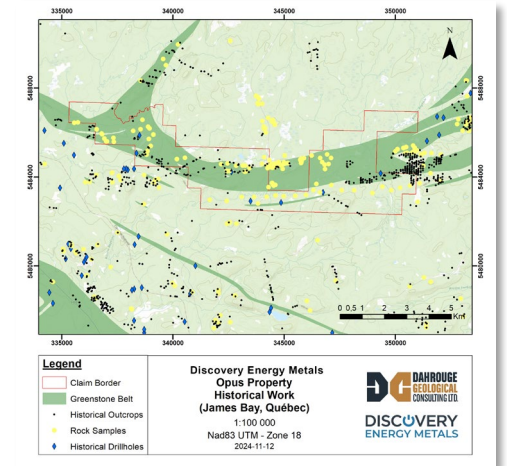 335000 340000 345000 350000
N
5488000 5488000
5484000 5484000
5480000 5480000
0 0,5 1 2 3 4 5
Km
335000 340000 345000 350000
Legend
Claim Border
Greenstone Belt
Historical Outcrops
Rock Samples
Historical Drillholes
Discovery Energy Metals
Opus Property
Historical Work
(James Bay, Québec)
1:100 000
Nad83 UTM - Zone 18
2024-11-12
DG DAHROUGE
GEOLOGICAL
CONSULTING LTD.
DISCOVERY
ENERGY METALS